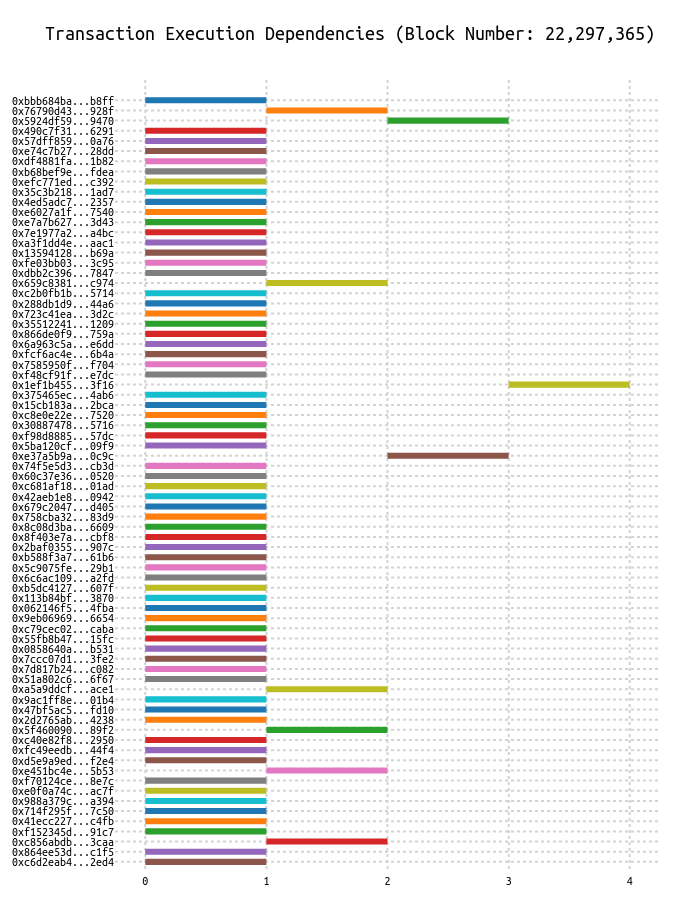 Transaction Execution Dependencies (Block Number: 22,297,365)
0xbbb684ba...b8ff
0x76790d43...928f
0x5924df59...9470
0x490c7f31...6291
0x57dff859...0a76
0xe74c7b27...28dd
0xdf4881fa...1b82
0xb68bef9e...fdea
0xefc771ed...c392
0x35c3b218...1ad7
0x4ed5adc7...2357
0xe6027a1f...7540
0xe7a7b627...3d43
0x7e1977a2...a4bc
0xa3f1dd4e...aac1
0x13594128...b69a
0xfe03bb03...3c95
0xdbb2c396...7847
0x659c8381...c974
0xc2b0fb1b...5714
0x288db1d9...44a6
0x723c41ea...3d2c
0x35512241...1209
0x866de0f9...759a
0x6a963c5a...e6dd
0xfcf6ac4e...6b4a
0x7585950f...f704
0xf48cf91f...e7dc
0x1ef1b455...3f16
0x375465ec...4ab6
0x15cb183a...2bca
0xc8e0e22e...7520
0x30887478...5716
0xf98d8885...57dc
0x5ba120cf...09f9
0xe37a5b9a...0c9c
0x74f5e5d3...cb3d
0x60c37e36...0520
0xc681af18...01ad
0x42aeb1e8...0942
0x679c2047...d405
0x758cba32...83d9
0x8c08d3ba...6609
0x8f403e7a...cbf8
0x2baf0355...907c
0xb588f3a7...61b6
0x5c9075fe...29b1
0x6c6ac109...a2fd
0xb5dc4127...607f
0x113b84bf...3870
0x062146f5...4fba
0x9eb06969...6654
0xc79cec02...caba
0x55fb8b47...15fc
0x0858640a...b531
0x7ccc07d1...3fe2
0x7d817b24...c082
0x51a802c6...6f67
0xa5a9ddcf...ace1
0x9ac1ff8e...01b4
0x47bf5ac5...fd10
0x2d2765ab...4238
0x5f460090...89f2
0xc40e82f8...2950
0xfc49eedb...44f4
0xd5e9a9ed...f2e4
0xe451bc4e...5b53
0xf70124ce...8e7c
0xe0f0a74c...ac7f
0x988a379c...a394
0x714f295f...7c50
0x41ecc227...c4fb
0xf152345d...91c7
0xc856abdb...3caa
0x864ee53d...c1f5
0xc6d2eab4...2ed4
0 1 2 3 4